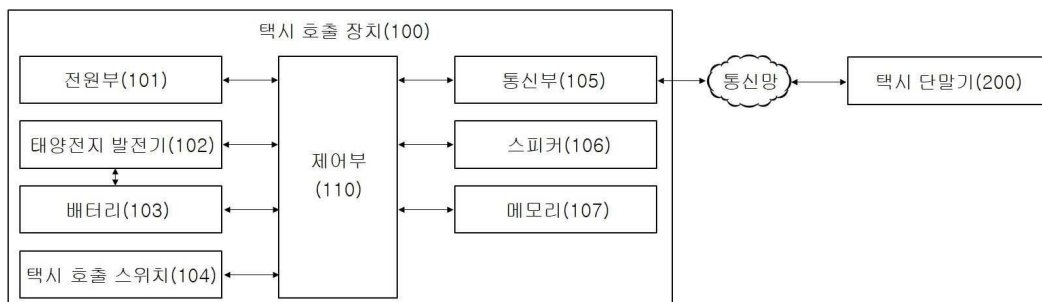 택시 호출 장치(100)
전원부(101)
태양전지 발전기(102)
배터리(103)
택시 호출 스위치(104)
제어부
(110)
통신부(105)
스피커(106)
메모리(107)
통신망
택시 단말기(200)